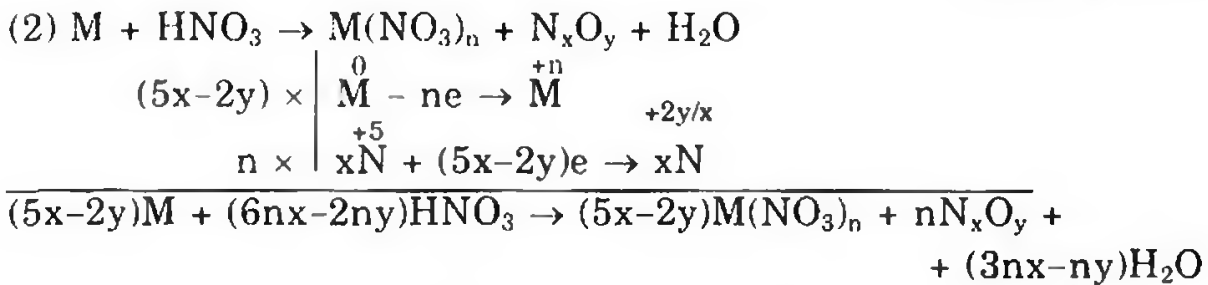 (2) M + HNO₃ → M(NO₃)ₙ + NₓOᵧ + H₂O
0 +n
(5x-2y) × | M - ne → M
+5 +2y/x
n × | xN + (5x-2y)e → xN
(5x-2y)M + (6nx-2ny)HNO₃ → (5x-2y)M(NO₃)ₙ + nNₓOᵧ +
+ (3nx-ny)H₂O